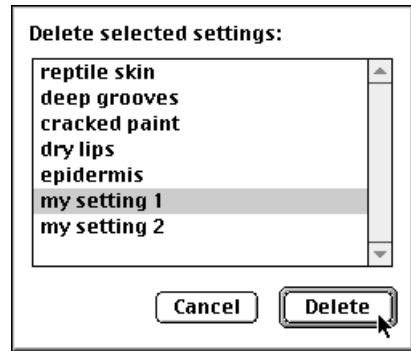 Delete selected settings:
reptile skin
deep grooves
cracked paint
dry lips
epidermis
my setting 1
my setting 2
Cancel
Delete